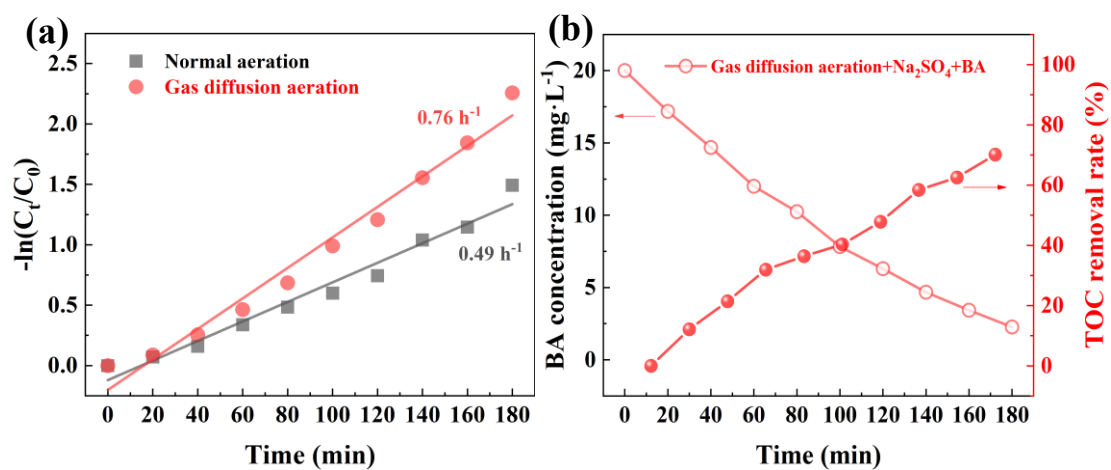 (a)
Normal aeration
Gas diffusion aeration
0.76 h⁻¹
0.49 h⁻¹
-ln(Cₜ/C₀)
2.5
2.0
1.5
1.0
0.5
0.0
0 20 40 60 80 100 120 140 160 180
Time (min)
(b)
Gas diffusion aeration+Na₂SO₄+BA
BA concentration (mg·L⁻¹)
20
15
10
5
0
0 20 40 60 80 100 120 140 160 180
Time (min)
100
80
60
40
20
0
TOC removal rate (%)